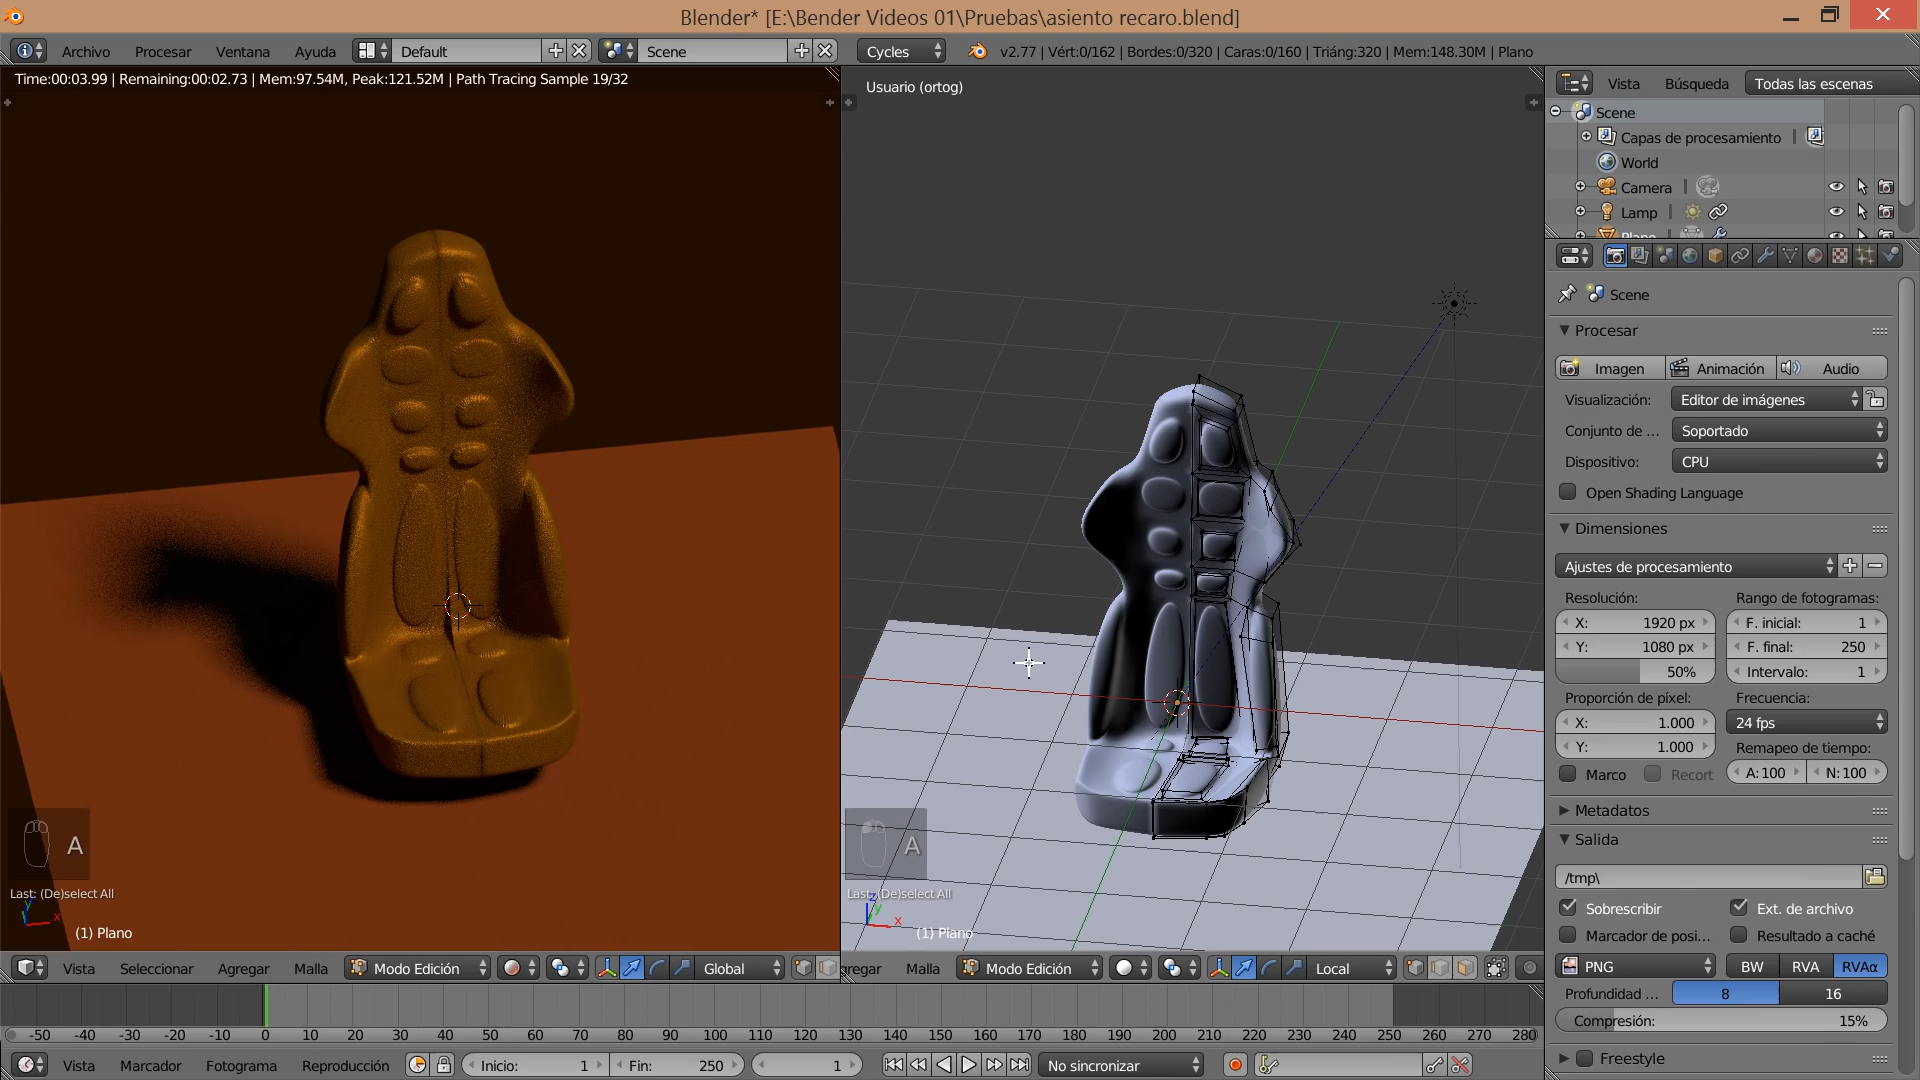 Blender* [E:\Bender Videos 01\Pruebas\asiento recaro.blend]
Archivo Procesar Ventana Ayuda Default Scene Cycles v2.77 | Vért:0/162 | Bordes:0/320 | Caras:0/160 | Triáng:320 | Mem:148.30M | Plano
Time:00:03.99 | Remaining:00:02.73 | Mem:97.54M, Peak:121.52M | Path Tracing Sample 19/32
Usuario (ortog)
Vista Búsqueda Todas las escenas
Scene
Capas de procesamiento |
World
Camera |
Lamp |
Plano
Scene
Procesar
Imagen Animación Audio
Visualización: Editor de imágenes
Conjunto de ... Soportado
Dispositivo: CPU
Open Shading Language
Dimensiones
Ajustes de procesamiento
Resolución: Rango de fotogramas:
X: 1920 px F. inicial: 1
Y: 1080 px F. final: 250
50% Intervalo: 1
Proporción de píxel: Frecuencia:
X: 1.000 24 fps
Y: 1.000 Remapeo de tiempo:
Marco Recort A:100 N:100
Metadatos
Salida
/tmp\
Sobrescribir Ext. de archivo
Marcador de posi... Resultado a caché
PNG BW RVA RVAα
Profundidad ... 8 16
Compresión: 15%
Freestyle
A
Last: (De)select All
y x
(1) Plano
A
Last: (De)select All
z y x
(1) Plano
Vista Seleccionar Agregar Malla Modo Edición Global
gregar Malla Modo Edición Local
-50 -40 -30 -20 -10 0 10 20 30 40 50 60 70 80 90 100 110 120 130 140 150 160 170 180 190 200 210 220 230 240 250 260 270 280
Vista Marcador Fotograma Reproducción Inicio: 1 Fin: 250 1 No sincronizar